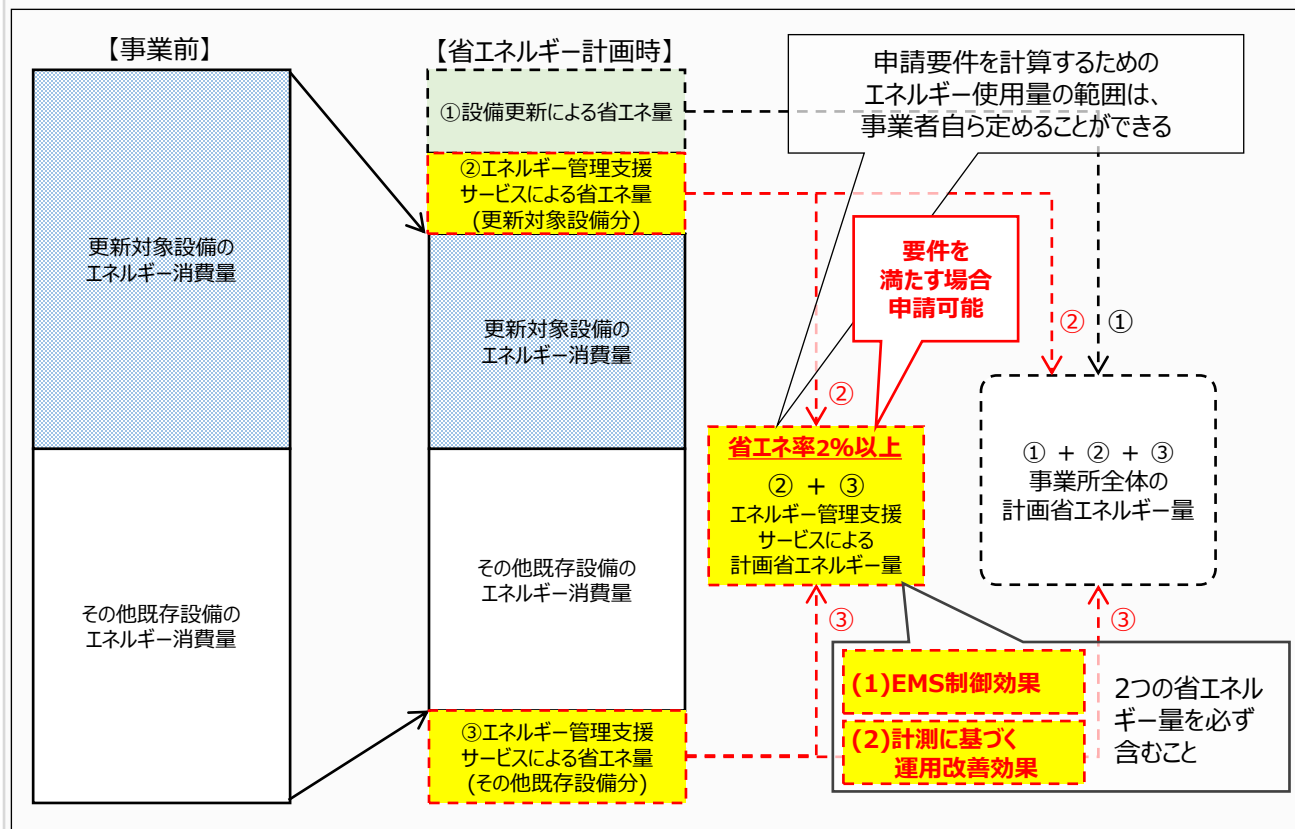 【事業前】
更新対象設備の
エネルギー消費量
その他既存設備の
エネルギー消費量
【省エネルギー計画時】
①設備更新による省エネ量
②エネルギー管理支援
サービスによる省エネ量
(更新対象設備分)
更新対象設備の
エネルギー消費量
その他既存設備の
エネルギー消費量
③エネルギー管理支援
サービスによる省エネ量
(その他既存設備分)
申請要件を計算するための
エネルギー使用量の範囲は、
事業者自ら定めることができる
要件を
満たす場合
申請可能
②
①
②
省エネ率2%以上
② + ③
エネルギー管理支援
サービスによる
計画省エネルギー量
① + ② + ③
事業所全体の
計画省エネルギー量
③
③
(1)EMS制御効果
(2)計測に基づく
運用改善効果
2つの省エネル
ギー量を必ず
含むこと